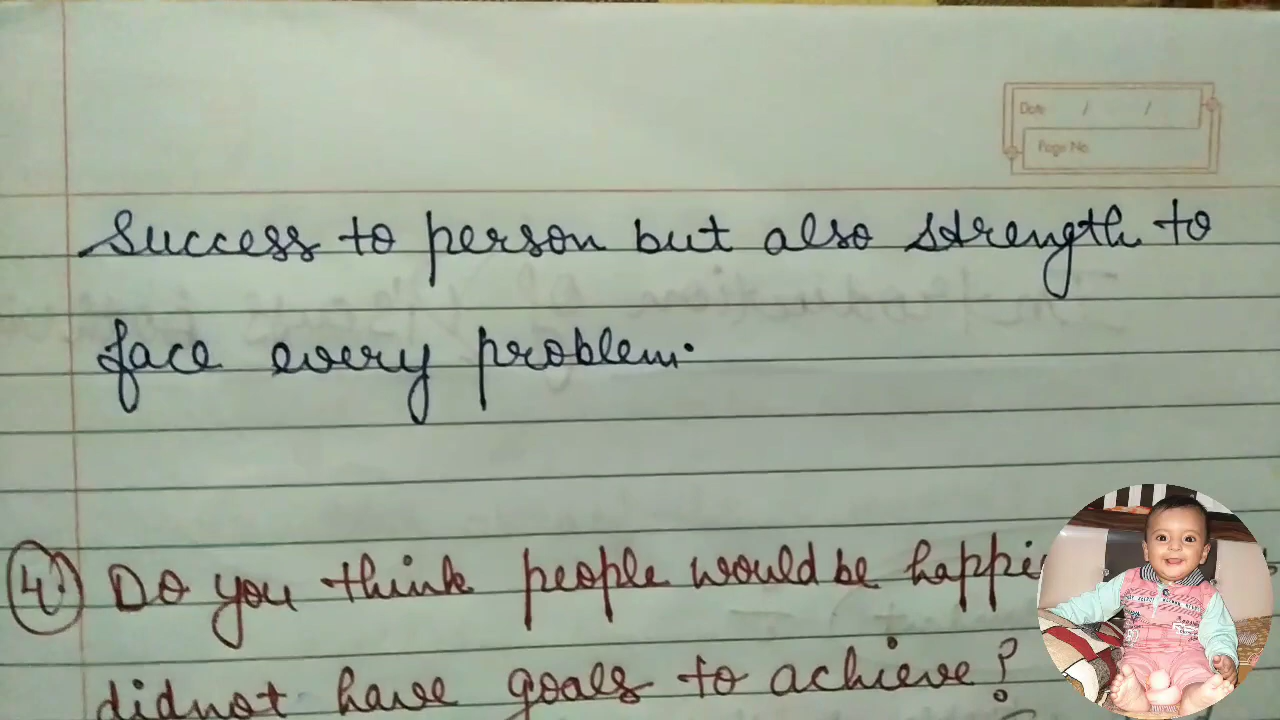 Date / /
Page No
Success to person but also strength to
face every problem.
4 Do you think people would be
didnot have goals to achieve?